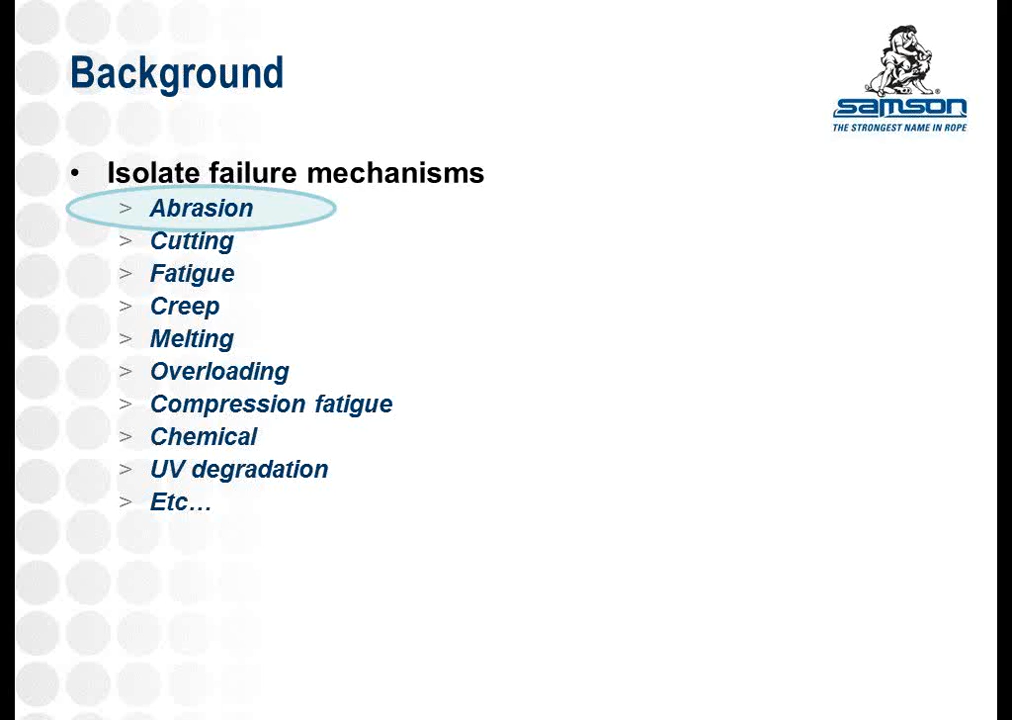 Background
samson
THE STRONGEST NAME IN ROPE
• Isolate failure mechanisms
> Abrasion
> Cutting
> Fatigue
> Creep
> Melting
> Overloading
> Compression fatigue
> Chemical
> UV degradation
> Etc…